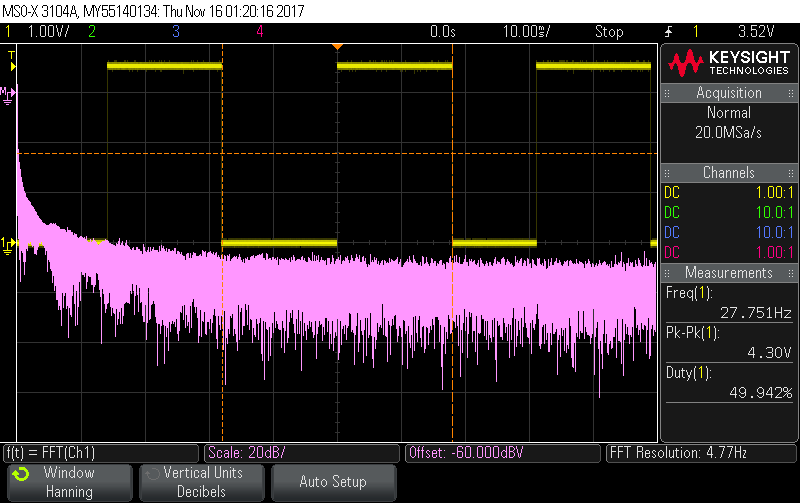 MSO-X 3104A, MY55140134: Thu Nov 16 01:20:16 2017
1 1.00V/ 2 3 4 0.0s 10.00ms/ Stop 1 3.52V
T
M
1
KEYSIGHT
TECHNOLOGIES
Acquisition
Normal
20.0MSa/s
Channels
DC 1.00:1
DC 10.0:1
DC 10.0:1
DC 1.00:1
Measurements
Freq(1):
27.751Hz
Pk-Pk(1):
4.30V
Duty(1):
49.942%
f(t) = FFT(Ch1) Scale: 20dB/ Offset: -60.000dBV FFT Resolution: 4.77Hz
Window
Hanning
Vertical Units
Decibels
Auto Setup